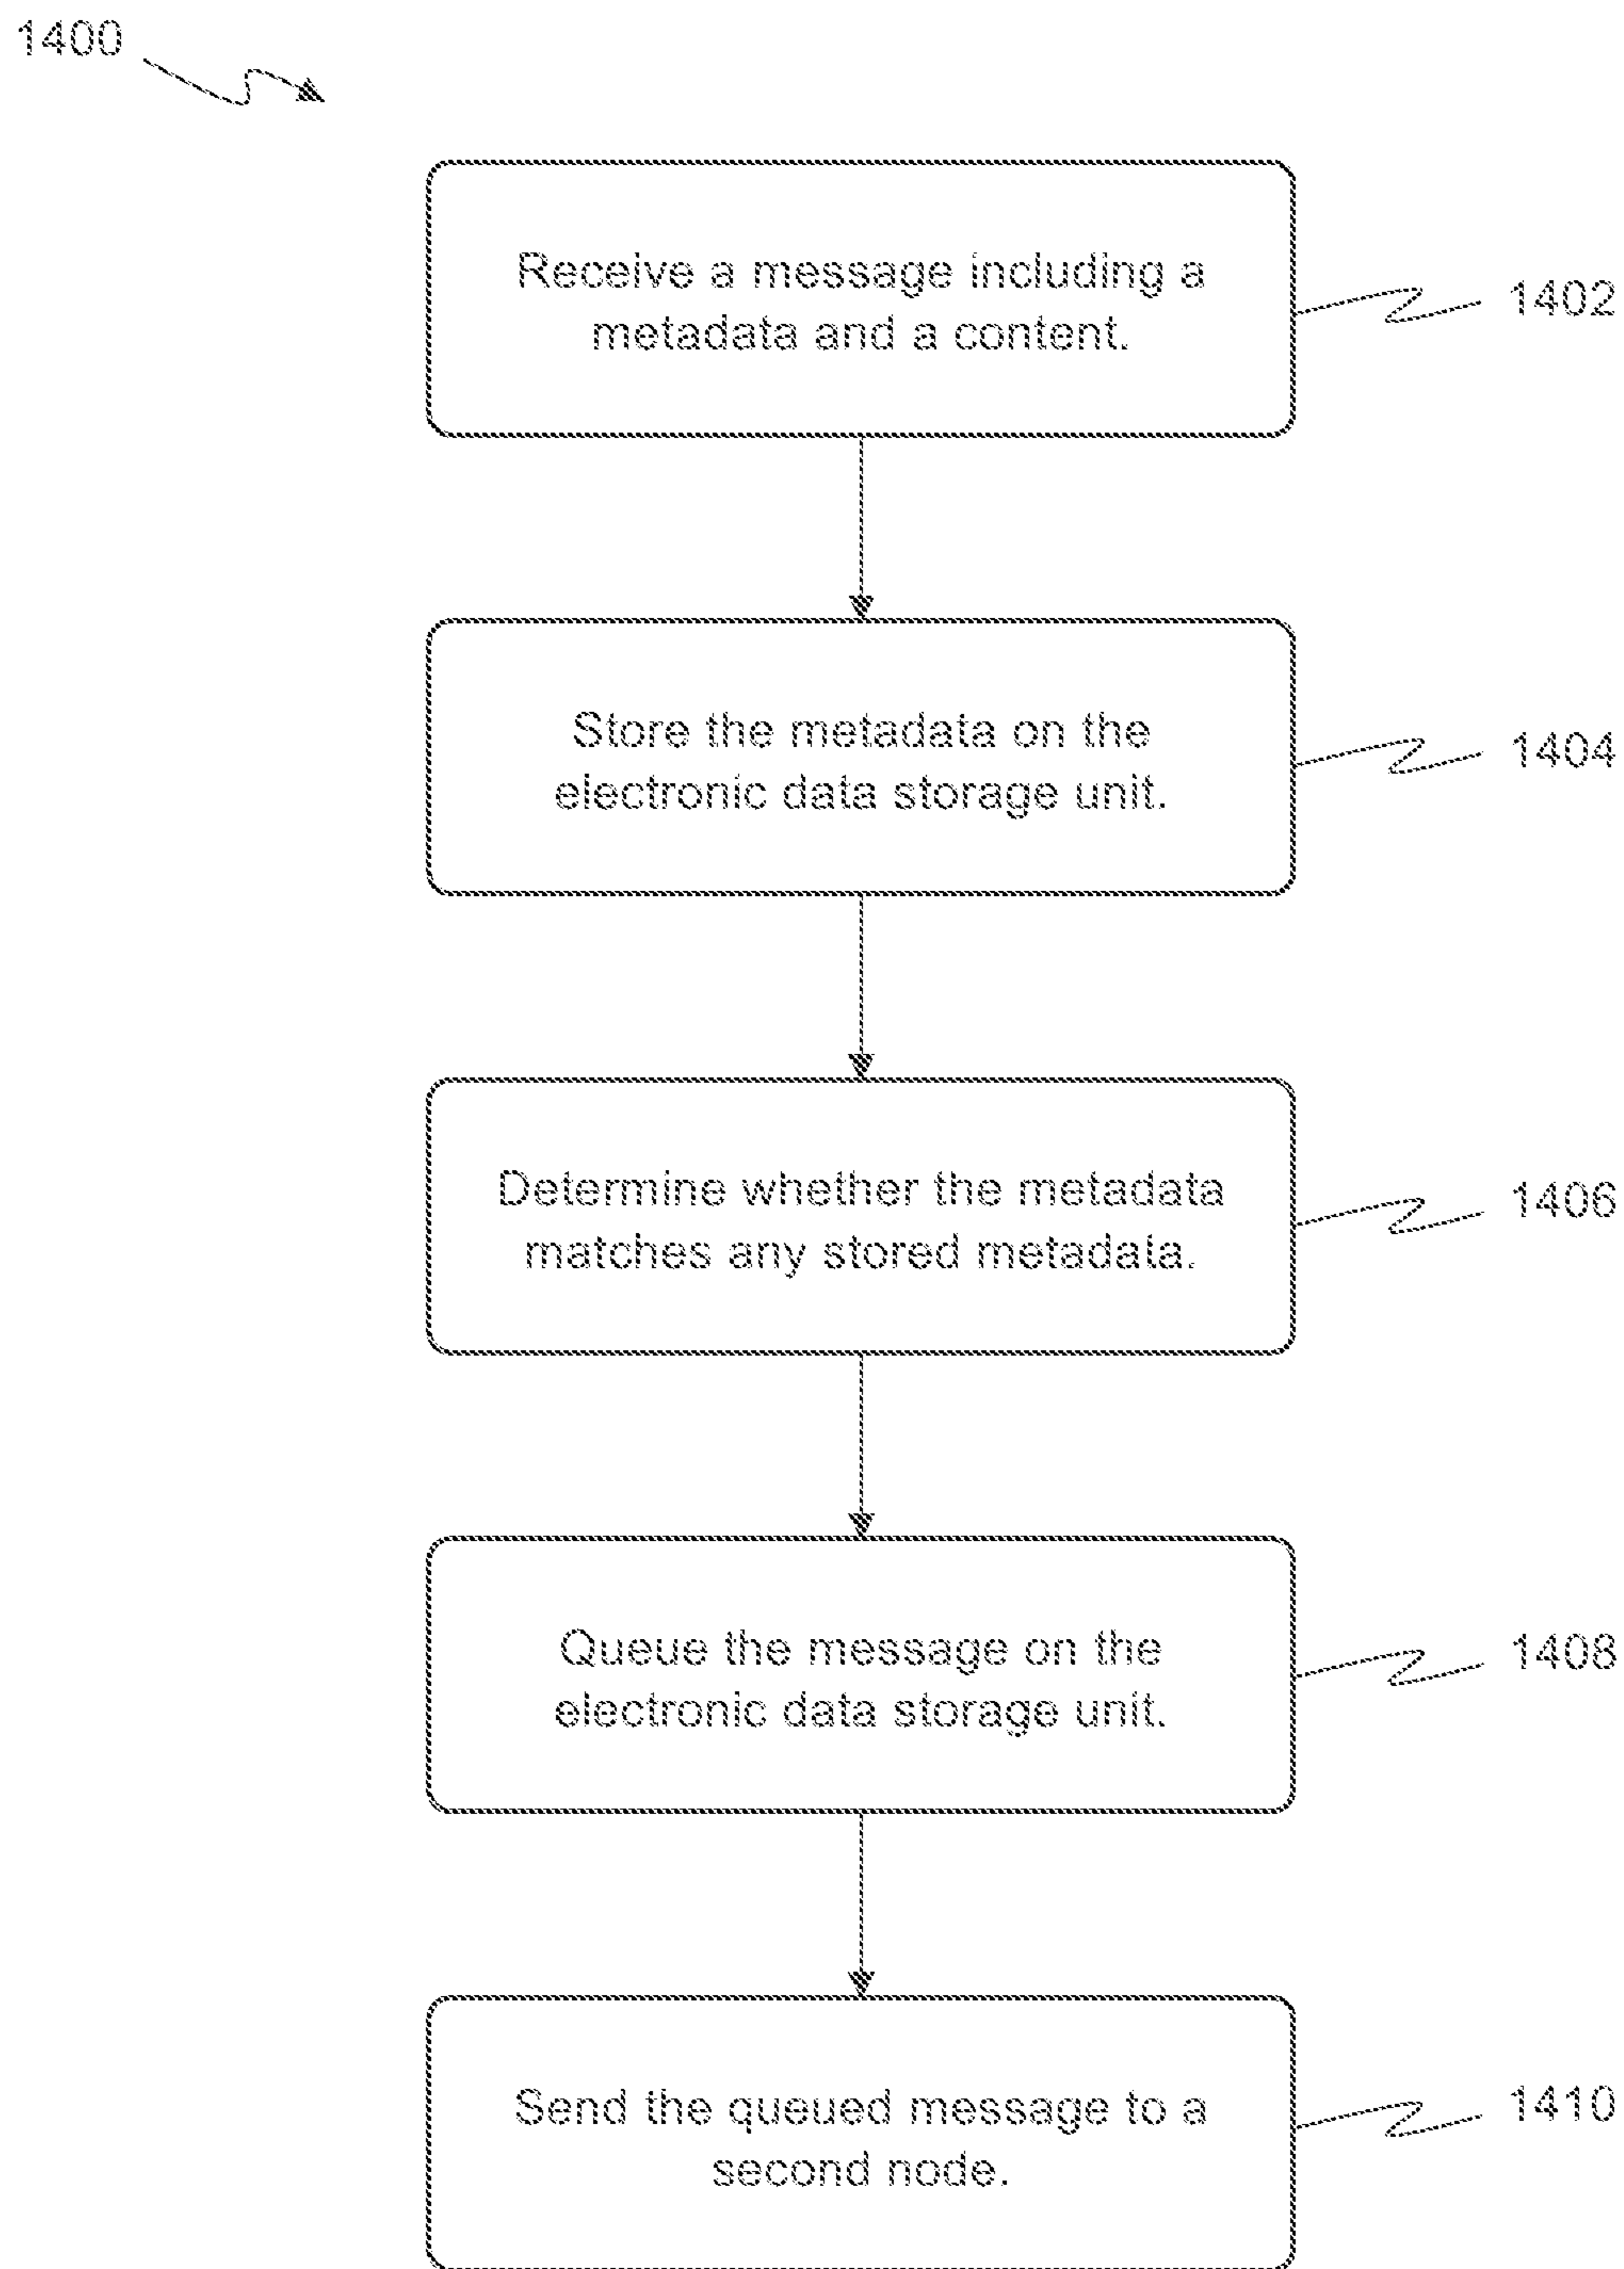 1400
Receive a message including a
metadata and a content.
1402
Store the metadata on the
electronic data storage unit.
1404
Determine whether the metadata
matches any stored metadata.
1406
Queue the message on the
electronic data storage unit.
1408
Send the queued message to a
second node.
1410